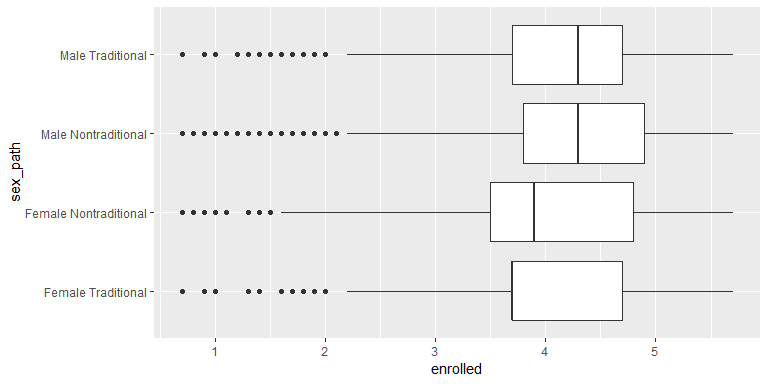 Male Traditional
Male Nontraditional
Female Nontraditional
Female Traditional
sex_path
1 2 3 4 5
enrolled